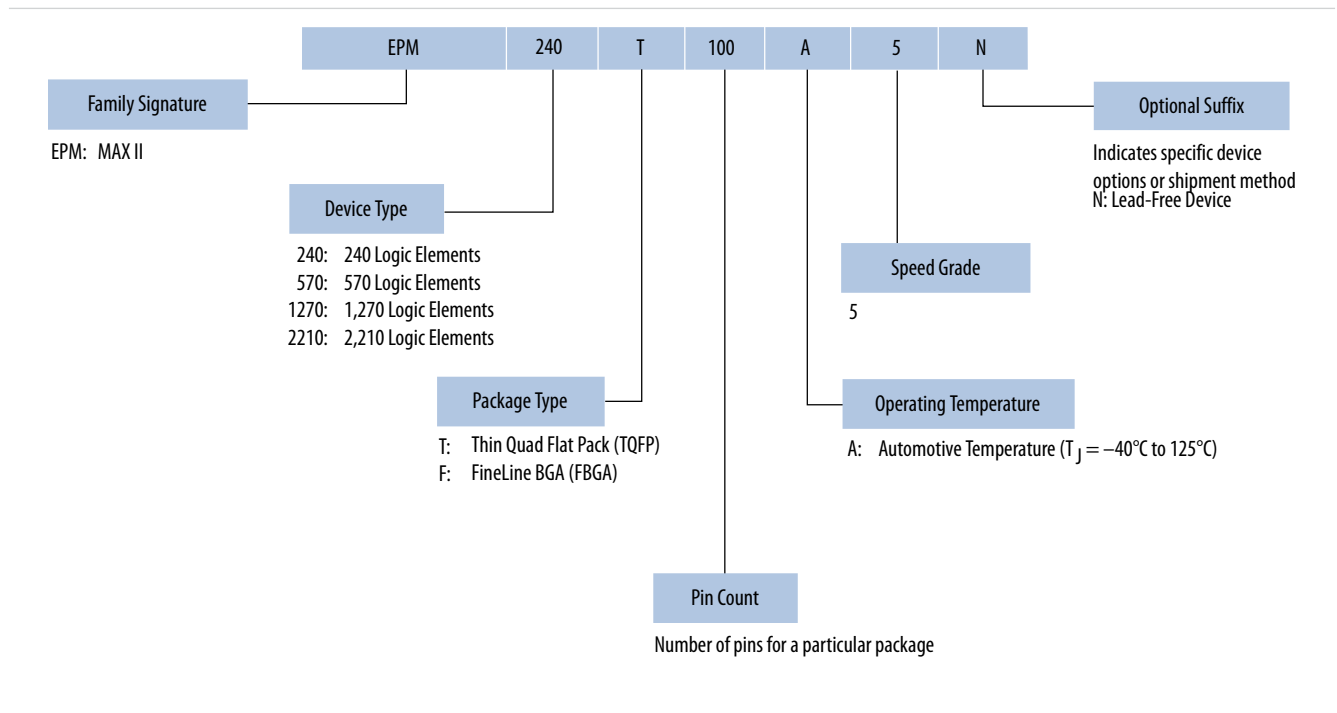 EPM 240 T 100 A 5 N
Family Signature
EPM: MAX II
Optional Suffix
Indicates specific device
options or shipment method
N: Lead-Free Device
Device Type
240: 240 Logic Elements
570: 570 Logic Elements
1270: 1,270 Logic Elements
2210: 2,210 Logic Elements
Speed Grade
5
Package Type
T: Thin Quad Flat Pack (TQFP)
F: FineLine BGA (FBGA)
Operating Temperature
A: Automotive Temperature (T J = –40°C to 125°C)
Pin Count
Number of pins for a particular package